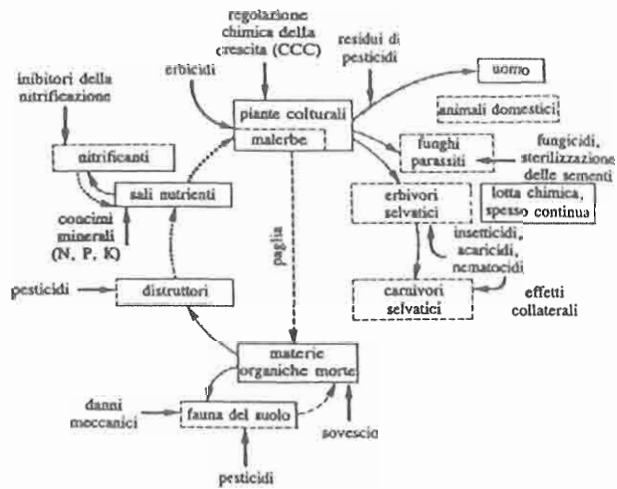 regolazione
chimica della
crescita (CCC)
residui di
pesticidi
erbicidi
inibitori della
nitrificazione
uomo
piante colturali
animali domestici
malerbe
funghi
parassiti
fungicidi,
sterilizzazione
delle sementi
nitrificanti
sali nutrienti
erbivori
selvatici
lotta chimica,
spesso continua
concimi
minerali
(N, P, K)
paglia
insetticidi,
acaricidi,
nematocidi
pesticidi
distruttori
carnivori
selvatici
effetti
collaterali
materie
organiche morte
danni
meccanici
fauna del suolo
sovescio
pesticidi